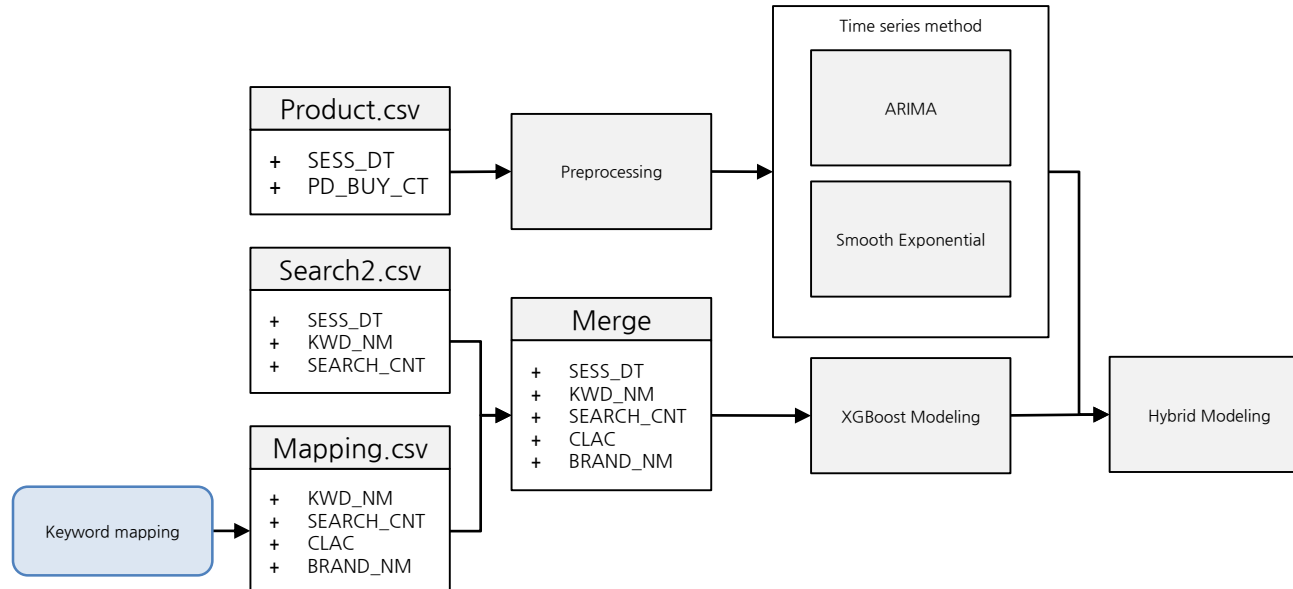 Time series method
ARIMA
Smooth Exponential
Product.csv
+ SESS_DT
+ PD_BUY_CT
Preprocessing
Search2.csv
+ SESS_DT
+ KWD_NM
+ SEARCH_CNT
Mapping.csv
+ KWD_NM
+ SEARCH_CNT
+ CLAC
+ BRAND_NM
Keyword mapping
Merge
+ SESS_DT
+ KWD_NM
+ SEARCH_CNT
+ CLAC
+ BRAND_NM
XGBoost Modeling
Hybrid Modeling